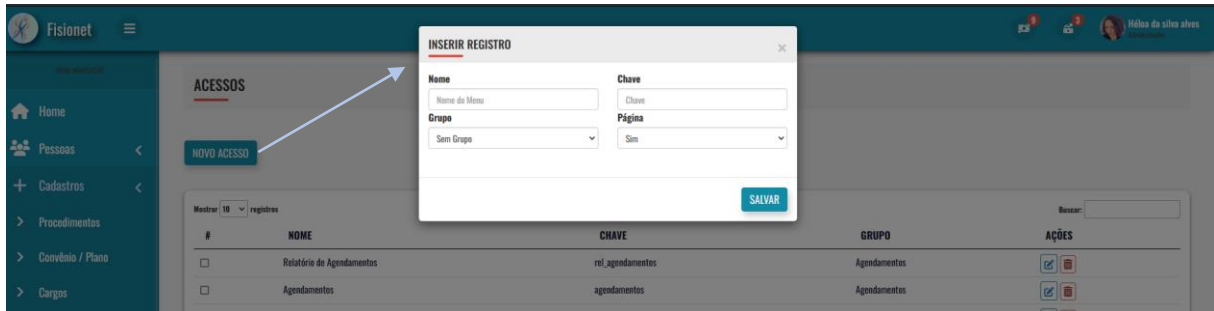 Fisionet
9
3
Héloa da silva alves
INSERIR REGISTRO
×
Nome
Chave
Nome do Menu
Chave
Grupo
Página
Sem Grupo
Sim
SALVAR
ACESSOS
NOVO ACESSO
Home
Pessoas
Cadastros
Procedimentos
Convênio / Plano
Cargos
Mostrar 10 registros
Buscar:
# NOME CHAVE GRUPO AÇÕES
Relatório de Agendamentos rel_agendamentos Agendamentos
Agendamentos agendamentos Agendamentos